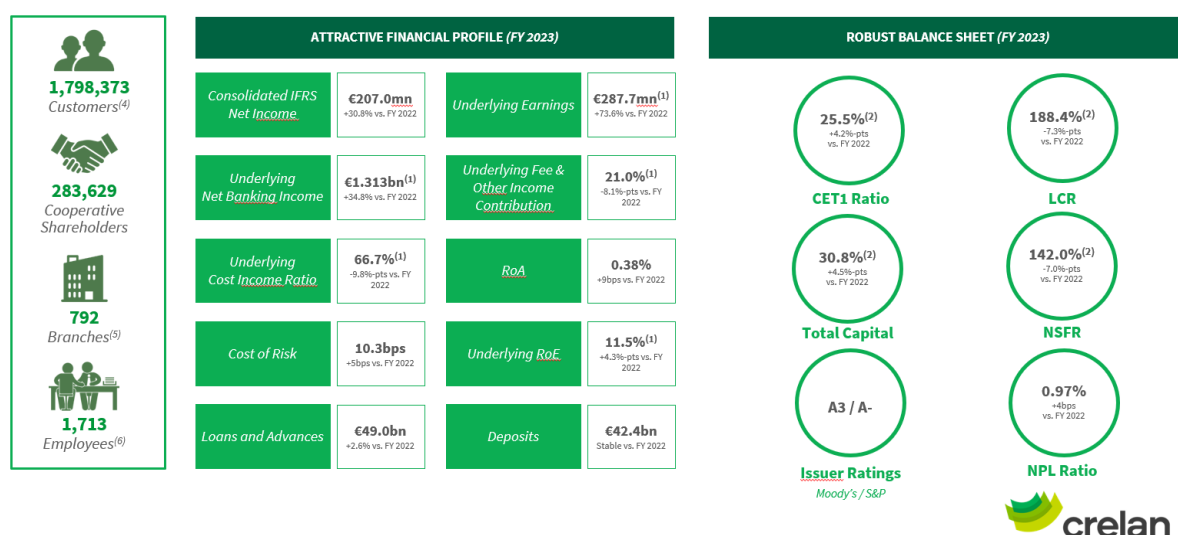 1,798,373
Customers(4)
283,629
Cooperative
Shareholders
792
Branches(5)
1,713
Employees(6)
ATTRACTIVE FINANCIAL PROFILE (FY 2023)
Consolidated IFRS
Net Income
€207.0mn
+30.8% vs. FY 2022
Underlying Earnings
€287.7mn(1)
+73.6% vs. FY 2022
Underlying
Net Banking Income
€1.313bn(1)
+34.8% vs. FY 2022
Underlying Fee &
Other Income
Contribution
21.0%(1)
-8.1%-pts vs. FY
2022
Underlying
Cost Income Ratio
66.7%(1)
-9.8%-pts vs. FY
2022
RoA
0.38%
+9bps vs. FY 2022
Cost of Risk
10.3bps
+5bps vs. FY 2022
Underlying RoE
11.5%(1)
+4.3%-pts vs. FY
2022
Loans and Advances
€49.0bn
+2.6% vs. FY 2022
Deposits
€42.4bn
Stable vs. FY 2022
ROBUST BALANCE SHEET (FY 2023)
25.5%(2)
+4.2%-pts
vs. FY 2022
CET1 Ratio
188.4%(2)
-7.3%-pts
vs. FY 2022
LCR
30.8%(2)
+4.5%-pts
vs. FY 2022
Total Capital
142.0%(2)
-7.0%-pts
vs. FY 2022
NSFR
A3 / A-
Issuer Ratings
Moody's / S&P
0.97%
+4bps
vs. FY 2022
NPL Ratio
crelan